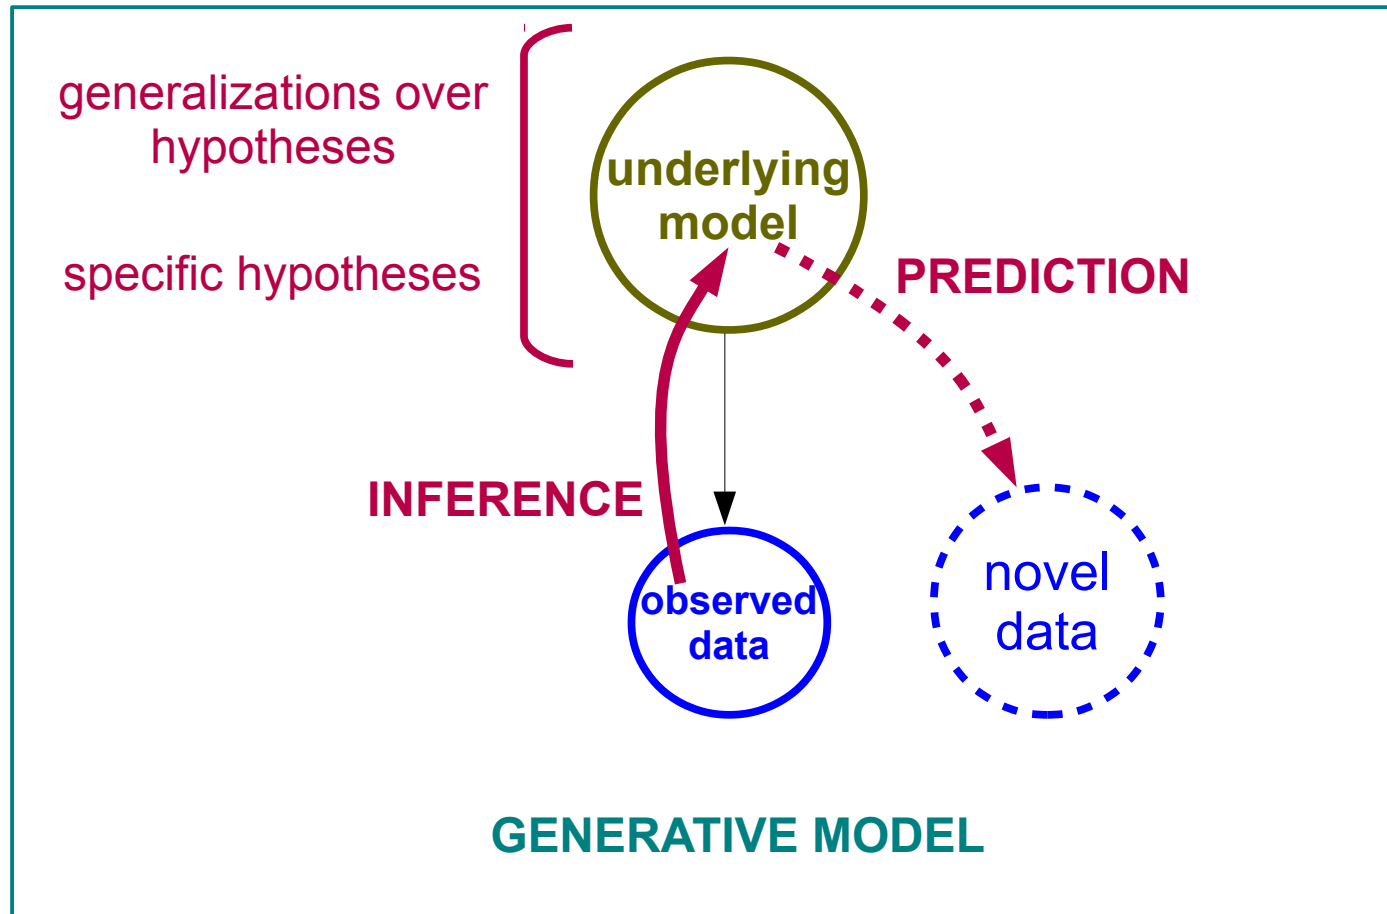 generalizations over
hypotheses
specific hypotheses
underlying
model
PREDICTION
INFERENCE
observed
data
novel
data
GENERATIVE MODEL